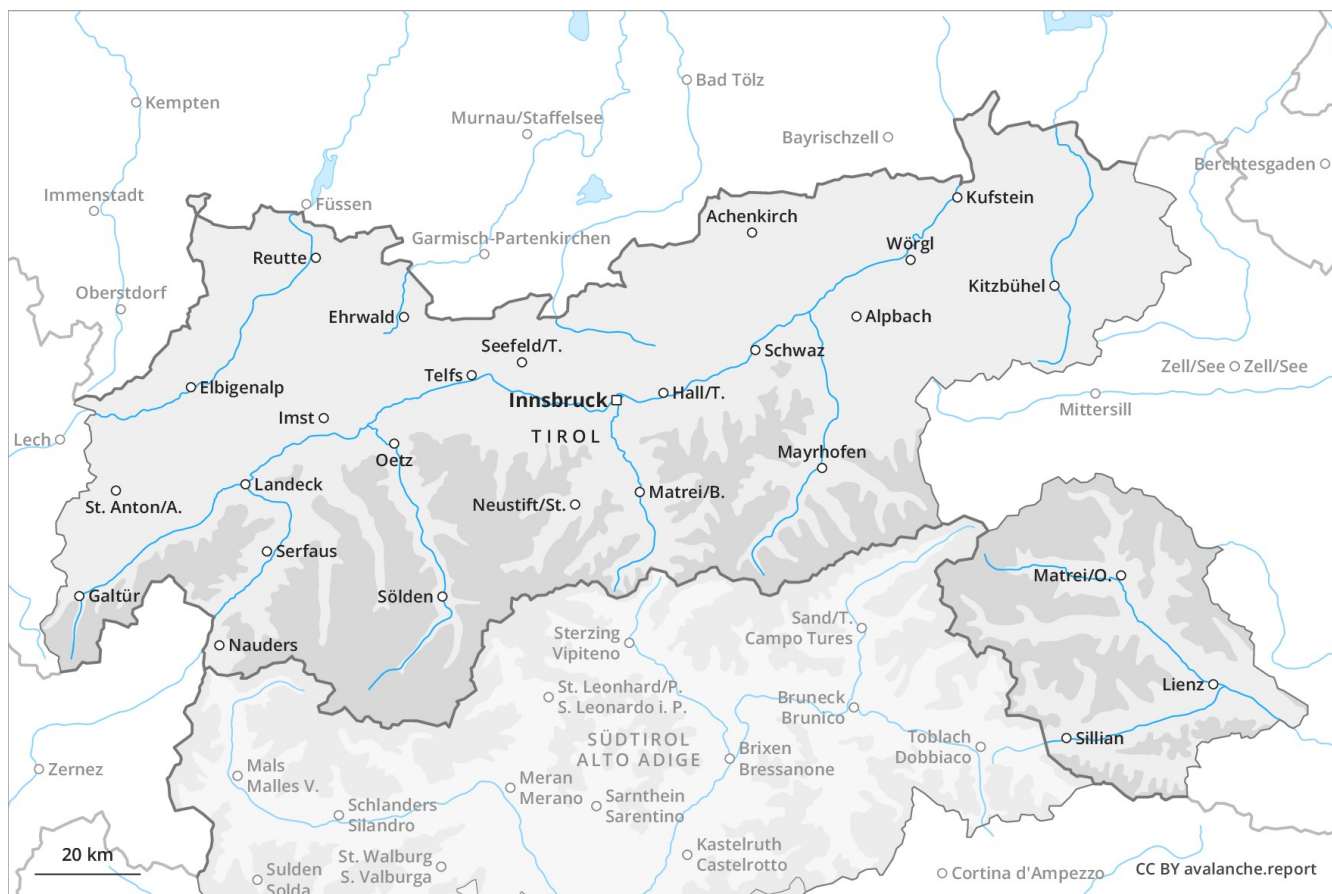 Kempten
Bad Tölz
Murnau/Staffelsee
Bayrischzell
Berchtesgaden
Immenstadt
Füssen
Kufstein
Achenkirch
Garmisch-Partenkirchen
Wörgl
Reutte
Kitzbühel
Oberstdorf
Ehrwald
Alpbach
Seefeld/T.
Schwaz
Telfs
Zell/See
Zell/See
Elbigenalp
Innsbruck
Hall/T.
Mittersill
Imst
TIROL
Lech
Oetz
Mayrhofen
Landeck
Matrei/B.
St. Anton/A.
Neustift/St.
Serfaus
Matrei/O.
Galtür
Sölden
Sand/T.
Campo Tures
Sterzing
Vipiteno
Nauders
Lienz
St. Leonhard/P.
S. Leonardo i. P.
Bruneck
Brunico
SÜDTIROL
ALTO ADIGE
Toblach
Dobbiaco
Sillian
Brixen
Bressanone
Zernez
Mals
Malles V.
Meran
Merano
Sarnthein
Sarentino
Schlanders
Silandro
Kastelruth
Castelrotto
20 km
St. Walburg
S. Valburga
Sulden
Solda
Cortina d'Ampezzo
CC BY avalanche.report